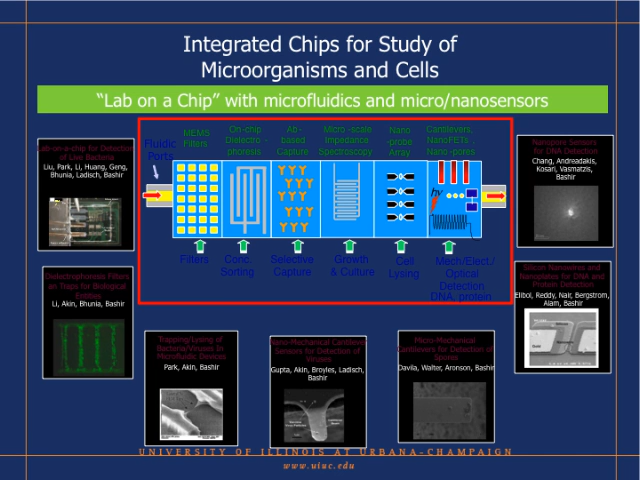 Integrated Chips for Study of
Microorganisms and Cells
“Lab on a Chip” with microfluidics and micro/nanosensors
Lab-on-a-chip for Detection
of Live Bacteria
Liu, Park, Li, Huang, Geng,
Bhunia, Ladisch, Bashir
Fluidic
Ports
MEMS
Filters
On-chip
Dielectro -
phoresis
Ab-
based
Capture
Micro -scale
Impedance
Spectroscopy
Nano
-probe
Array
Cantilevers,
NanoFETs ,
Nano -pores
hν
Nanopore Sensors
for DNA Detection
Chang, Andreadakis,
Kosari, Vasmatzis,
Bashir
Filters
Conc.
Sorting
Selective
Capture
Growth
& Culture
Cell
Lysing
Mech/Elect./
Optical
Detection
DNA, protein
Dielectrophoresis Filters
an Traps for Biological
Entities
Li, Akin, Bhunia, Bashir
Silicon Nanowires and
Nanoplates for DNA and
Protein Detection
Elibol, Reddy, Nair, Bergstrom,
Alam, Bashir
Trapping/Lysing of
Bacteria/Viruses In
Microfluidic Devices
Park, Akin, Bashir
Nano-Mechanical Cantilever
Sensors for Detection of
Viruses
Gupta, Akin, Broyles, Ladisch,
Bashir
Micro-Mechanical
Cantilevers for Detection of
Spores
Davila, Walter, Aronson, Bashir
UNIVERSITY OF ILLINOIS AT URBANA-CHAMPAIGN
www.uiuc.edu